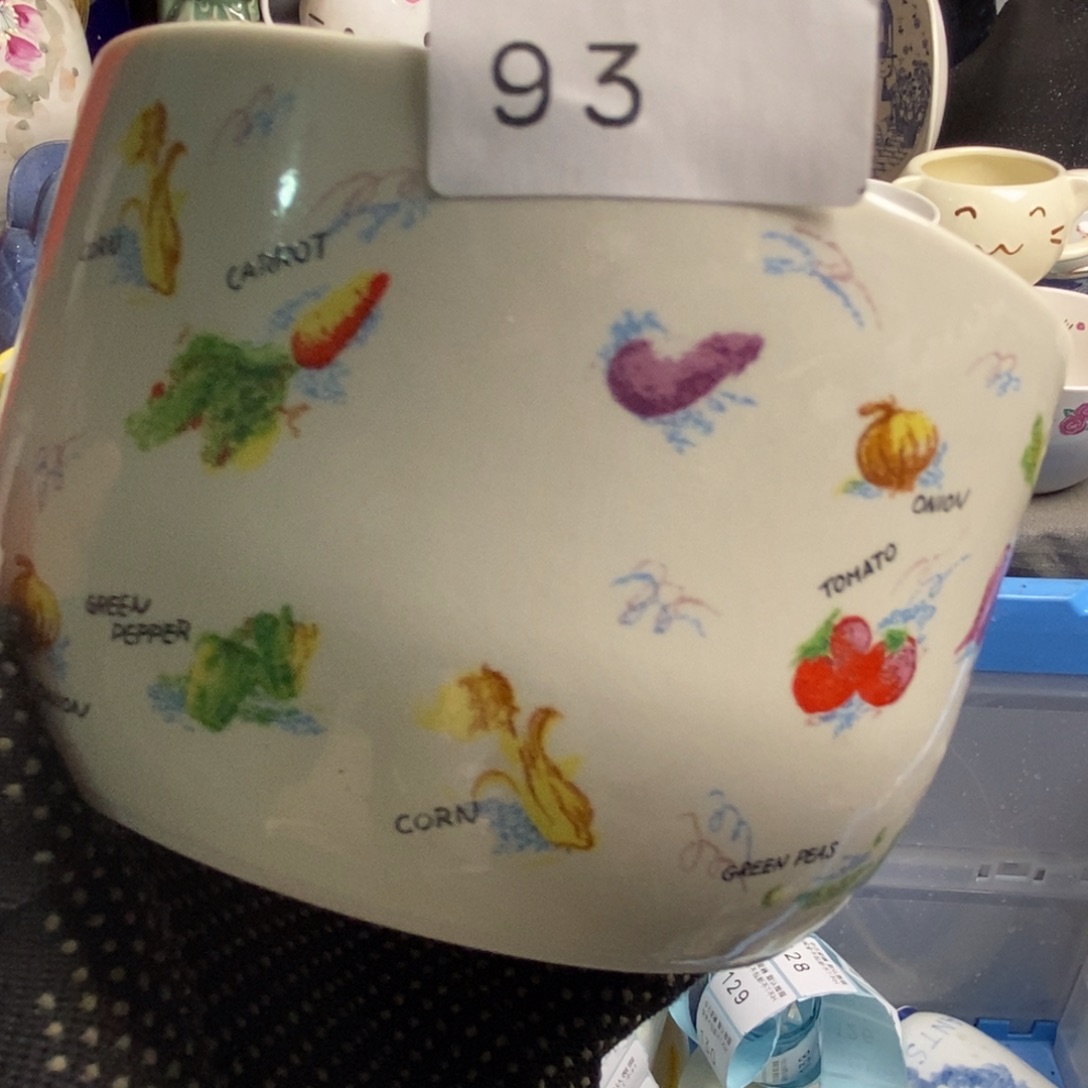 93
CORN
CARROT
ONION
TOMATO
GREEN
PEPPER
CORN
GREEN PEAS
28
129